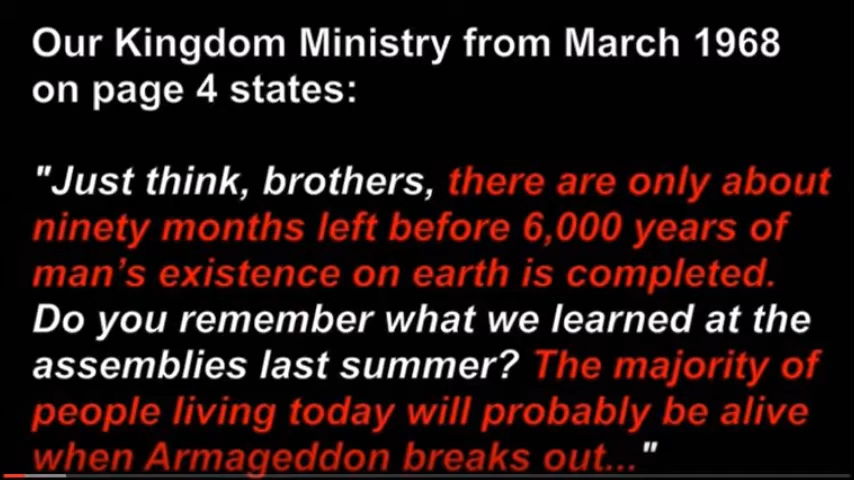 Our Kingdom Ministry from March 1968
on page 4 states:
"Just think, brothers, there are only about
ninety months left before 6,000 years of
man's existence on earth is completed.
Do you remember what we learned at the
assemblies last summer? The majority of
people living today will probably be alive
when Armageddon breaks out..."